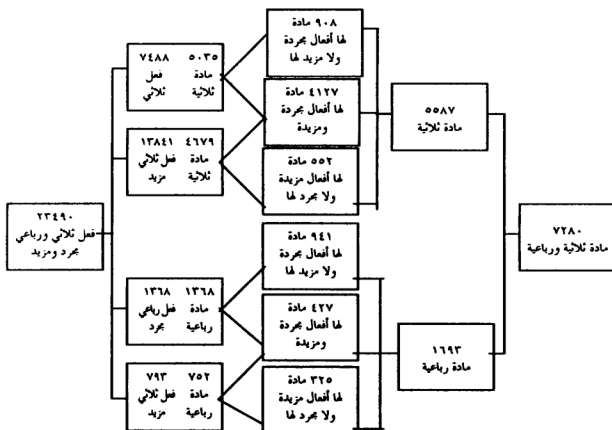 ٩٠٨ مادة
لها أفعال مجردة
ولا مزيد لها
٥٠٣٥ ٧٤٨٨
مادة فعل
ثلاثية ثلاثي
٤١٢٧ مادة
لها أفعال مجردة
ومزيدة
٥٥٨٧
مادة ثلاثية
٤٦٧٩ ١٣٨٤١
مادة فعل ثلاثي
ثلاثية مزيد
٥٥٢ مادة
لها أفعال مزيدة
ولا مجرد لها
٧٢٨٠
مادة ثلاثية ورباعية
٢٣٤٩٠
فعل ثلاثي ورباعي
مجرد ومزيد
٩٤١ مادة
لها أفعال مجردة
ولا مزيد لها
١٣٦٨ ١٣٦٨
مادة فعل رباعي
رباعية مجرد
٤٢٧ مادة
لها أفعال مجردة
ومزيدة
١٦٩٣
مادة رباعية
٧٥٢ ٧٩٣
مادة فعل ثلاثي
رباعية مزيد
٣٢٥ مادة
لها أفعال مزيدة
ولا مجرد لها